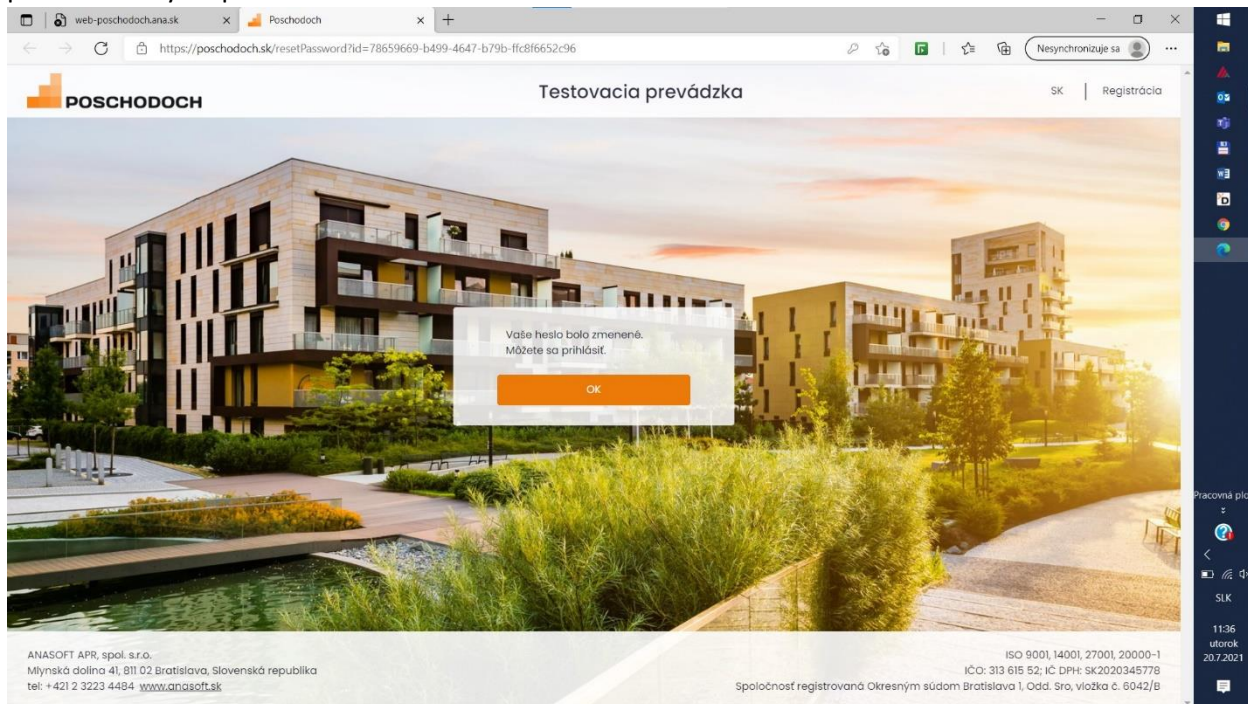 web-poschodoch.ana.sk
Poschodoch
https://poschodoch.sk/resetPassword?id=78659669-b499-4647-b79b-ffc8f6652c96
Nesynchronizuje sa
POSCHODOCH
Testovacia prevádzka
SK
Registrácia
Vaše heslo bolo zmenené.
Môžete sa prihlásiť.
OK
Pracovná plo
SLK
11:36
utorok
20.7.2021
ANASOFT APR, spol. s.r.o.
Mlynská dolina 41, 811 02 Bratislava, Slovenská republika
tel: +421 2 3223 4484 www.anasoft.sk
ISO 9001, 14001, 27001, 20000-1
IČO: 313 615 52; IČ DPH: SK2020345778
Spoločnosť registrovaná Okresným súdom Bratislava 1, Odd. Sro, vložka č. 6042/B